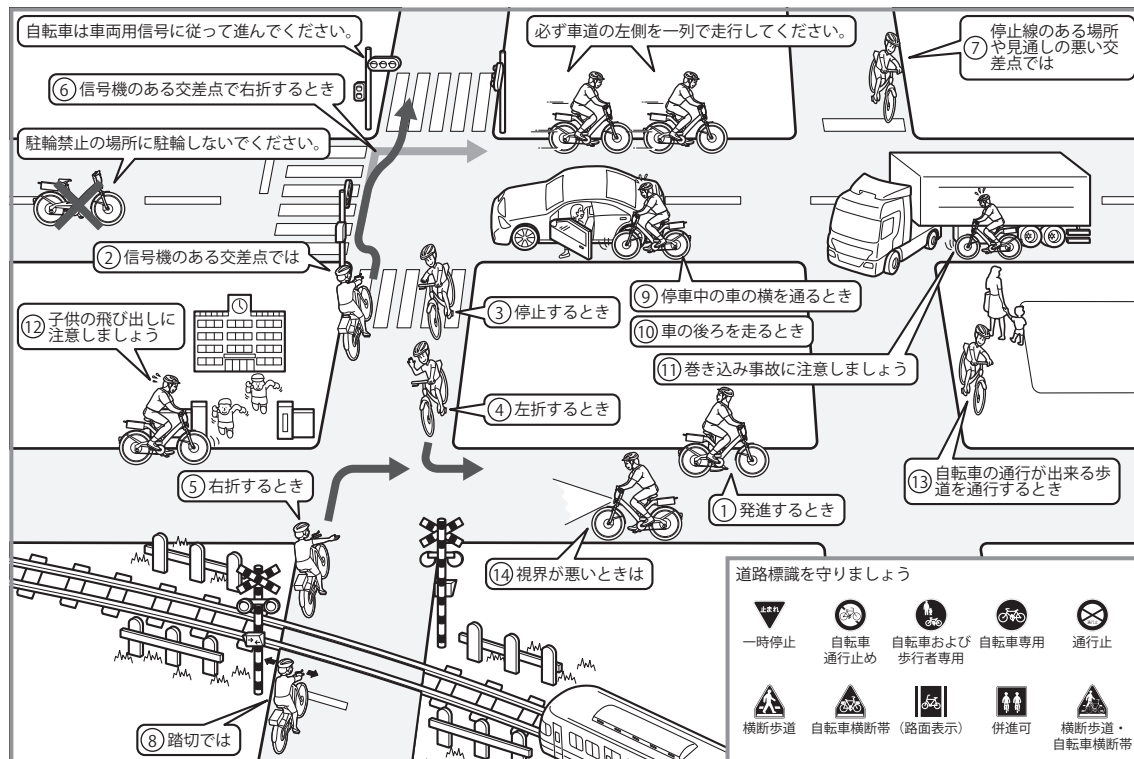 自転車は車両用信号に従って進んでください。
必ず車道の左側を一列で走行してください。
⑦ 停止線のある場所
や見通しの悪い交
差点では
⑥ 信号機のある交差点で右折するとき
駐輪禁止の場所に駐輪しないでください。
② 信号機のある交差点では
③ 停止するとき
⑨ 停車中の車の横を通るとき
⑩ 車の後ろを走るとき
⑪ 巻き込み事故に注意しましょう
⑫ 子供の飛び出しに
注意しましょう
④ 左折するとき
⑤ 右折するとき
① 発進するとき
⑬ 自転車の通行が出来る歩
道を通行するとき
⑭ 視界が悪いときは
⑧ 踏切では
道路標識を守りましょう
止まれ
一時停止
自転車
通行止め
自転車および
歩行者専用
自転車専用
通行止
横断歩道
自転車横断帯
（路面表示）
併進可
横断歩道・
自転車横断帯